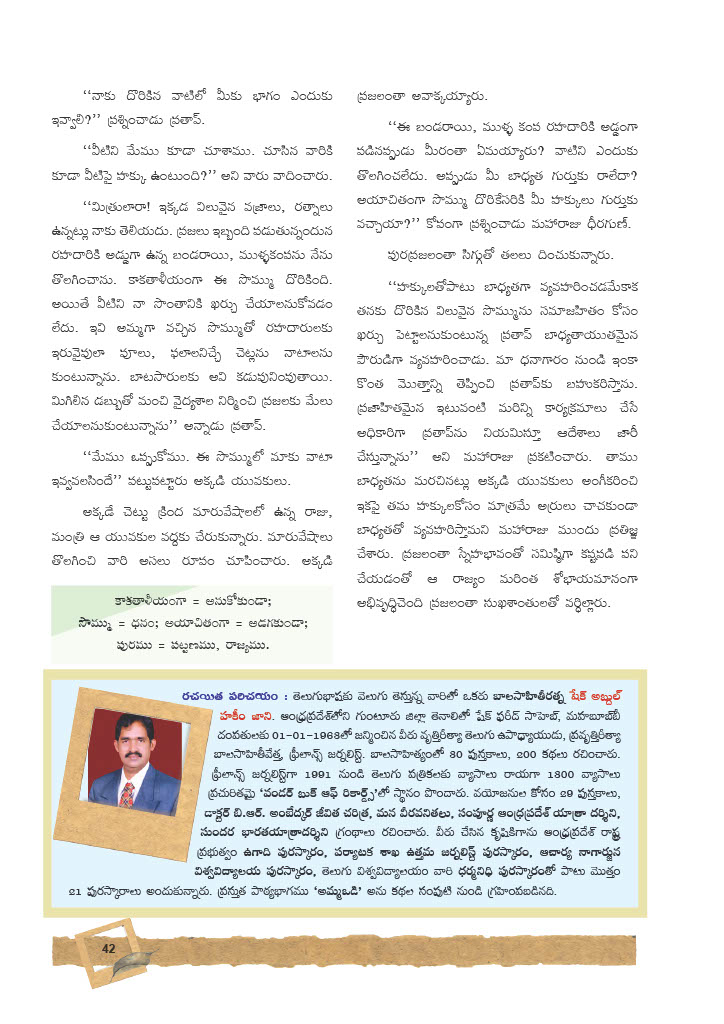 ‘‘నాకు దొరికిన వాటిలో మీకు భాగం ఎందుకు
ఇవ్వాలి?’’ ప్రశ్నించాడు ప్రతాప్.
‘‘వీటిని మేము కూడా చూశాము. చూసిన వారికి
కూడా వీటిపై హక్కు ఉంటుంది?’’ అని వారు వాదించారు.
‘‘మిత్రులారా! ఇక్కడ విలువైన వజ్రాలు, రత్నాలు
ఉన్నట్లు నాకు తెలియదు. ప్రజలు ఇబ్బంది పడుతున్నందున
రహదారికి అడ్డుగా ఉన్న బండరాయి, ముళ్ళకంపను నేను
తొలగించాను. కాకతాళీయంగా ఈ సొమ్ము దొరికింది.
అయితే వీటిని నా సొంతానికి ఖర్చు చేయాలనుకోవడం
లేదు. ఇవి అమ్మగా వచ్చిన సొమ్ముతో రహదారులకు
ఇరువైపులా పూలు, ఫలాలనిచ్చే చెట్లను నాటాలను
కుంటున్నాను. బాటసారులకు అవి కడుపునింపుతాయి.
మిగిలిన డబ్బుతో మంచి వైద్యశాల నిర్మించి ప్రజలకు మేలు
చేయాలనుకుంటున్నాను’’ అన్నాడు ప్రతాప్.
‘‘మేము ఒప్పుకోము. ఈ సొమ్ములో మాకు వాటా
ఇవ్వవలసిందే’’ పట్టుపట్టారు అక్కడి యువకులు.
అక్కడే చెట్టు క్రింద మారువేషాలలో ఉన్న రాజు,
మంత్రి ఆ యువకుల వద్దకు చేరుకున్నారు. మారువేషాలు
తొలగించి వారి అసలు రూపం చూపించారు. అక్కడి
కాకతాళీయంగా = అనుకోకుండా;
సొమ్ము = ధనం; అయాచితంగా = అడగకుండా;
పురము = పట్టణము, రాజ్యము.
ప్రజలంతా అవాక్కయ్యారు.
‘‘ఈ బండరాయి, ముళ్ళ కంప రహదారికి అడ్డంగా
పడినప్పుడు మీరంతా ఏమయ్యారు? వాటిని ఎందుకు
తొలగించలేదు. అప్పుడు మీ బాధ్యత గుర్తుకు రాలేదా?
అయాచితంగా సొమ్ము దొరికేసరికి మీ హక్కులు గుర్తుకు
వచ్చాయా?’’ కోపంగా ప్రశ్నించాడు మహారాజు ధీరగుణ్.
పురప్రజలంతా సిగ్గుతో తలలు దించుకున్నారు.
‘‘హక్కులతోపాటు బాధ్యతగా వ్యవహరించడమేకాక
తనకు దొరికిన విలువైన సొమ్మును సమాజహితం కోసం
ఖర్చు పెట్టాలనుకుంటున్న ప్రతాప్ బాధ్యతాయుతమైన
పౌరుడిగా వ్యవహరించాడు. మా ధనాగారం నుండి ఇంకా
కొంత మొత్తాన్ని తెప్పించి ప్రతాప్‌కు బహుకరిస్తాను.
ప్రజాహితమైన ఇటువంటి మరిన్ని కార్యక్రమాలు చేసే
అధికారిగా ప్రతాప్‌ను నియమిస్తూ ఆదేశాలు జారీ
చేస్తున్నాను’’ అని మహారాజు ప్రకటించారు. తాము
బాధ్యతను మరచినట్లు అక్కడి యువకులు అంగీకరించి
ఇకపై తమ హక్కులకోసం మాత్రమే అర్రులు చాచకుండా
బాధ్యతతో వ్యవహరిస్తామని మహారాజు ముందు ప్రతిజ్ఞ
చేశారు. ప్రజలంతా స్నేహభావంతో సమిష్టిగా కష్టపడి పని
చేయడంతో ఆ రాజ్యం మరింత శోభాయమానంగా
అభివృద్ధిచెంది ప్రజలంతా సుఖశాంతులతో వర్ధిల్లారు.
రచయిత పరిచయం : తెలుగుభాషకు వెలుగు తెస్తున్న వారిలో ఒకరు బాలసాహితీరత్న షేక్ అబ్దుల్
హకీం జాని. ఆంధ్రప్రదేశ్‌లోని గుంటూరు జిల్లా తెనాలిలో షేక్ ఫరీద్ సాహెబ్, మహబూబ్‌బీ
దంపతులకు 01-01-1968లో జన్మించిన వీరు వృత్తిరీత్యా తెలుగు ఉపాధ్యాయుడు, ప్రవృత్తిరీత్యా
బాలసాహితీవేత్త, ఫ్రీలాన్స్ జర్నలిస్ట్. బాలసాహిత్యంలో 80 పుస్తకాలు, 200 కథలు రచించారు.
ఫ్రీలాన్స్ జర్నలిస్ట్‌గా 1991 నుండి తెలుగు పత్రికలకు వ్యాసాలు రాయగా 1800 వ్యాసాలు
ప్రచురితమై ‘వండర్ బుక్ ఆఫ్ రికార్డ్స్’లో స్థానం పొందారు. వయోజనుల కోసం 29 పుస్తకాలు,
డాక్టర్ బి.ఆర్. అంబేద్కర్ జీవిత చరిత్ర, మన వీరవనితలు, సంపూర్ణ ఆంధ్రప్రదేశ్ యాత్రా దర్శిని,
సుందర భారతయాత్రాదర్శిని గ్రంథాలు రచించారు. వీరు చేసిన కృషికిగాను ఆంధ్రప్రదేశ్ రాష్ట్ర
ప్రభుత్వం ఉగాది పురస్కారం, పర్యాటక శాఖ ఉత్తమ జర్నలిస్ట్ పురస్కారం, ఆచార్య నాగార్జున
విశ్వవిద్యాలయ పురస్కారం, తెలుగు విశ్వవిద్యాలయం వారి ధర్మనిధి పురస్కారంతో పాటు మొత్తం
21 పురస్కారాలు అందుకున్నారు. ప్రస్తుత పాఠ్యభాగము ‘అమ్మఒడి’ అను కథల సంపుటి నుండి గ్రహింపబడినది.
42